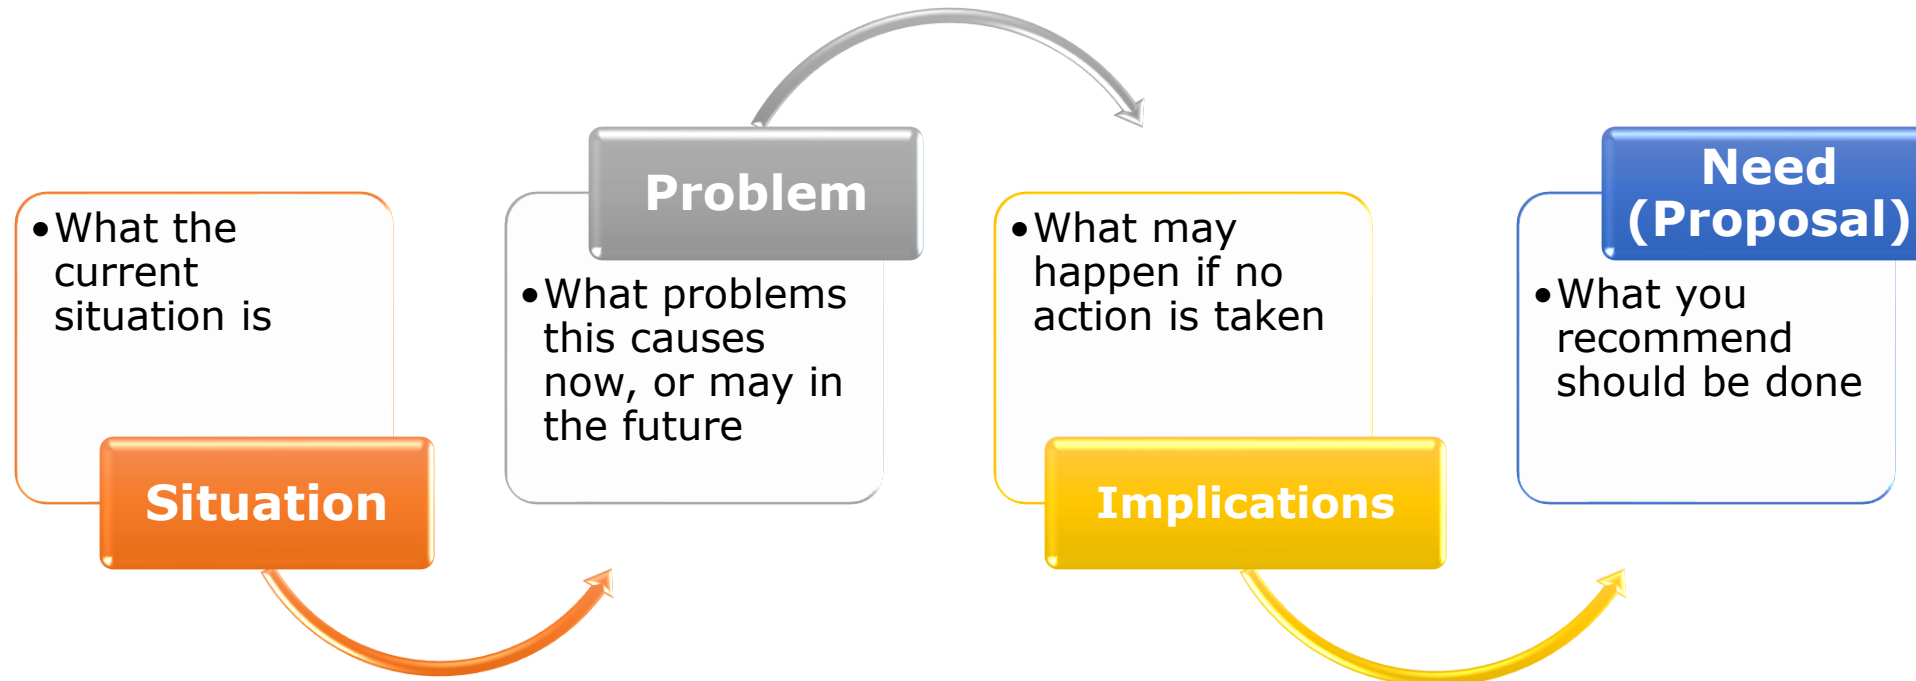 •What the
current
situation is
Situation
Problem
•What problems
this causes
now, or may in
the future
•What may
happen if no
action is taken
Implications
Need
(Proposal)
•What you
recommend
should be done